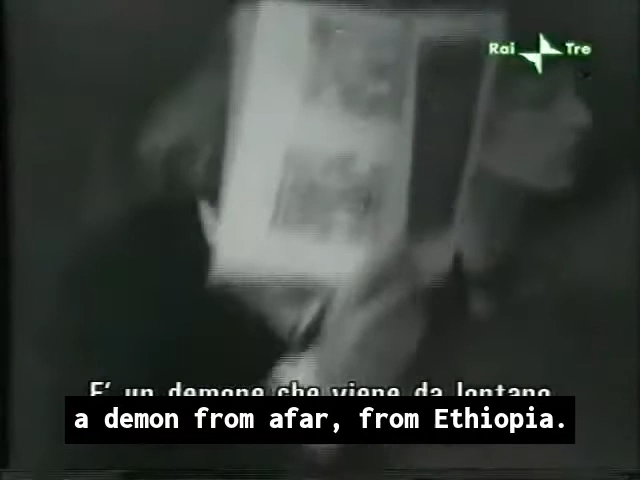 Rai Tre
E' un demone che viene da lontano
a demon from afar, from Ethiopia.